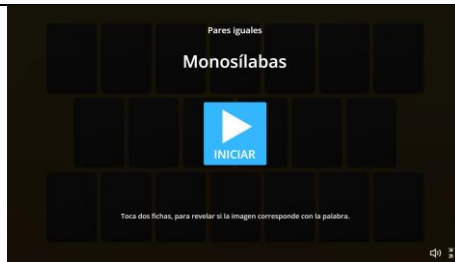 Pares iguales
Monosílabas
INICIAR
Toca dos fichas, para revelar si la imagen corresponde con la palabra.